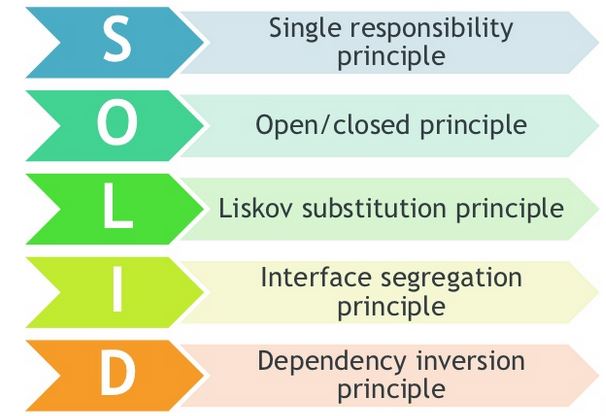 S
Single responsibility
principle
O
Open/closed principle
L
Liskov substitution principle
I
Interface segregation
principle
D
Dependency inversion
principle